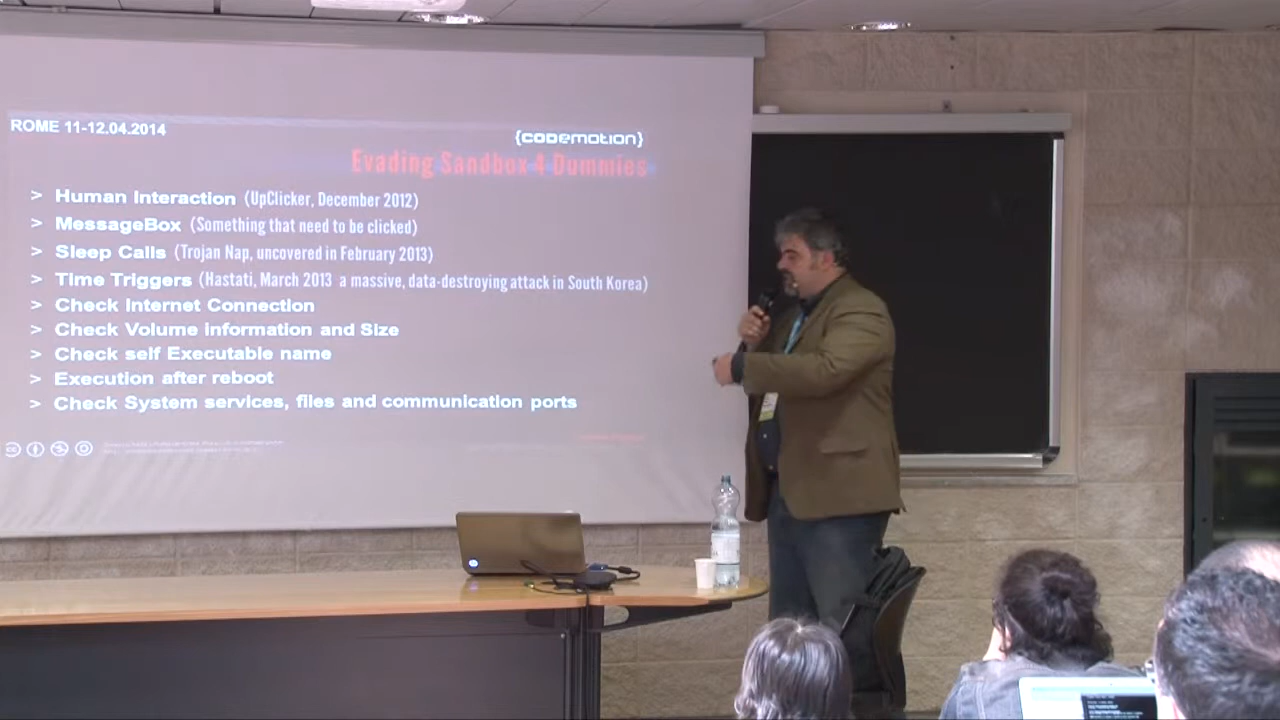 ROME 11-12.04.2014
{CODEMOTION}
Evading Sandbox 4 Dummies
> Human Interaction (UpClicker, December 2012)
> MessageBox (Something that need to be clicked)
> Sleep Calls (Trojan Nap, uncovered in February 2013)
> Time Triggers (Hastati, March 2013 a massive, data-destroying attack in South Korea)
> Check Internet Connection
> Check Volume information and Size
> Check self Executable name
> Execution after reboot
> Check System services, files and communication ports